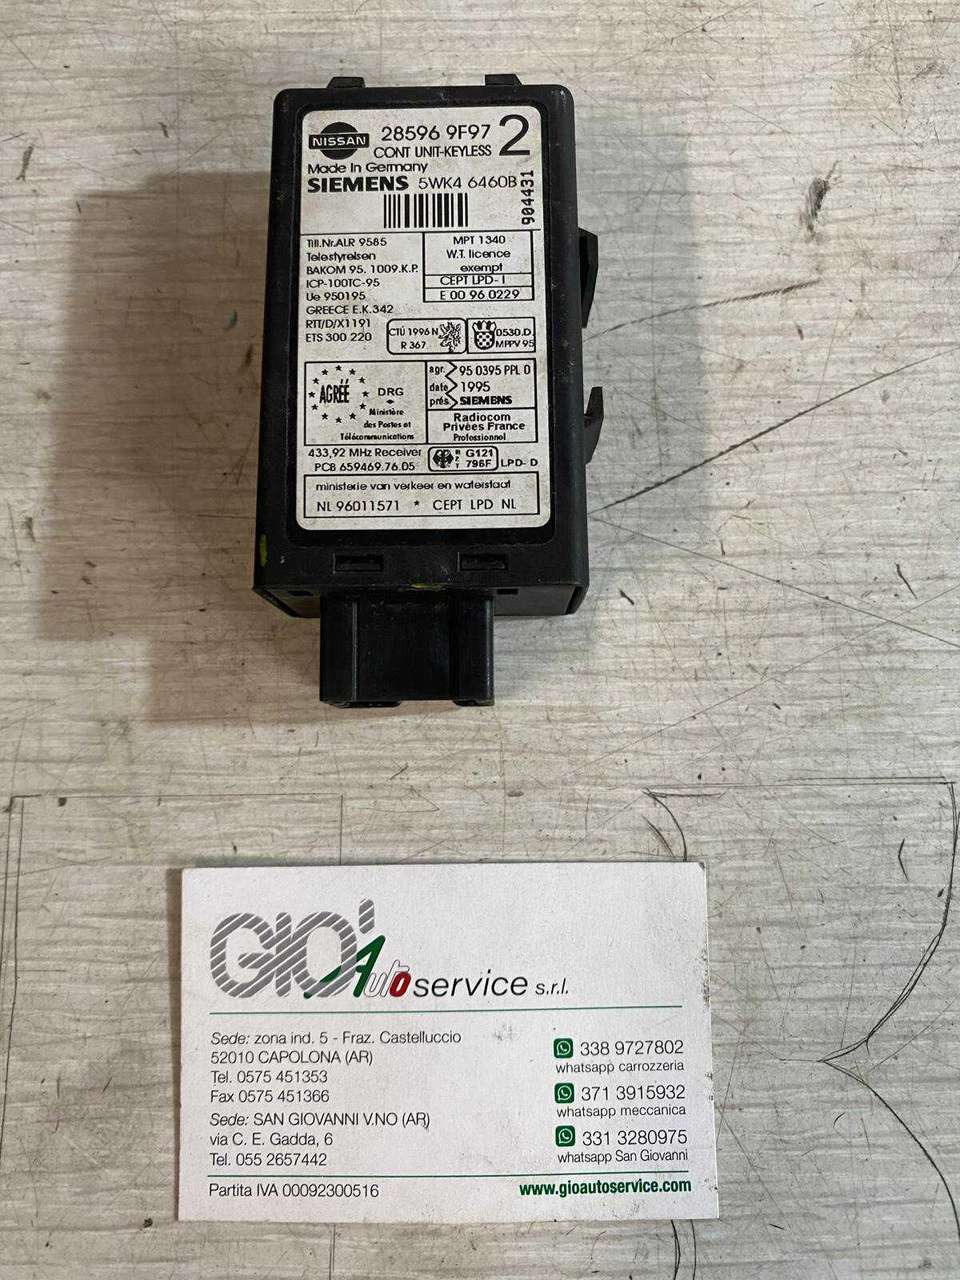 NISSAN 28596 9F97 2
CONT UNIT-KEYLESS
Made In Germany
SIEMENS 5WK4 6460B
904431
Till.Nr.ALR 9585
Telestyrelsen
BAKOM 95. 1009.K.P.
ICP-100TC-95
Ue 950195
GREECE E.K.342
RTT/D/X1191
ETS 300 220
MPT 1340
W.T. licence
exempt
CEPT LPD-I
E 00 96 0229
CTÚ 1996 N
R 367
0530.D
MPPV 95
AGRÉÉ
DRG
Ministère
des Postes et
Télécommunications
agr. 95 0395 PPL 0
date 1995
prés. SIEMENS
Radiocom
Privées France
Professionnel
433,92 MHz Receiver
PCB 659469.76.05
BZT
G121
796F
LPD- D
ministerie van verkeer en waterstaat
NL 96011571 * CEPT LPD NL
GIO' Auto service s.r.l.
Sede: zona ind. 5 - Fraz. Castelluccio
52010 CAPOLONA (AR)
Tel. 0575 451353
Fax 0575 451366
Sede: SAN GIOVANNI V.NO (AR)
via C. E. Gadda, 6
Tel. 055 2657442
338 9727802
whatsapp carrozzeria
371 3915932
whatsapp meccanica
331 3280975
whatsapp San Giovanni
Partita IVA 00092300516
www.gioautoservice.com